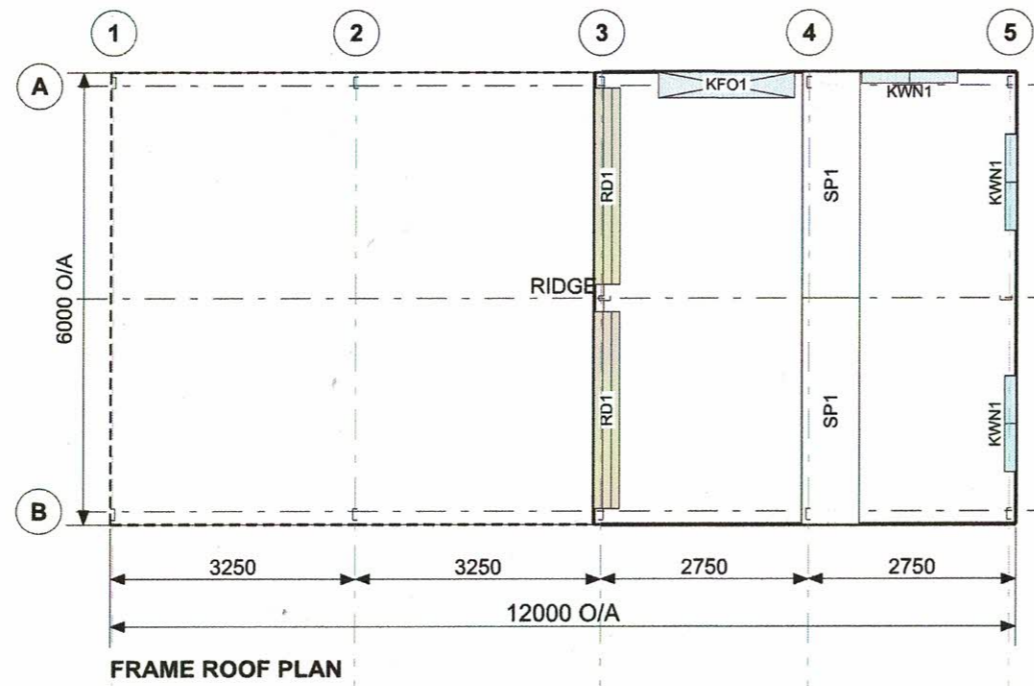 1 2 3 4 5
A
KFO1
KWN1
RD1
SP1
KWN1
6000 O/A
RIDGE
RD1
SP1
KWN1
B
3250 3250 2750 2750
12000 O/A
FRAME ROOF PLAN